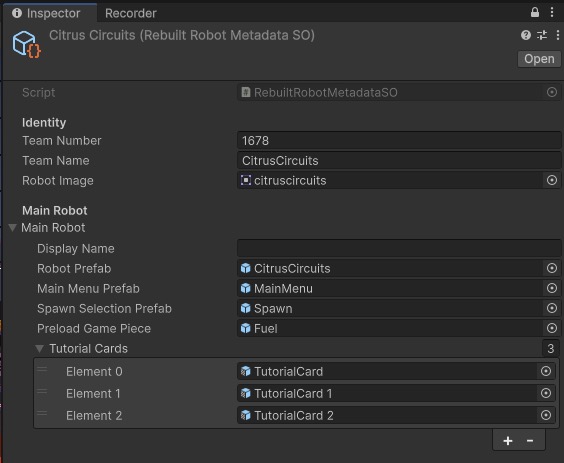 Inspector
Recorder
Citrus Circuits (Rebuilt Robot Metadata SO)
Open
Script RebuiltRobotMetadataSO
Identity
Team Number 1678
Team Name CitrusCircuits
Robot Image citruscircuits
Main Robot
Main Robot
Display Name
Robot Prefab CitrusCircuits
Main Menu Prefab MainMenu
Spawn Selection Prefab Spawn
Preload Game Piece Fuel
Tutorial Cards 3
Element 0 TutorialCard
Element 1 TutorialCard 1
Element 2 TutorialCard 2
+ -